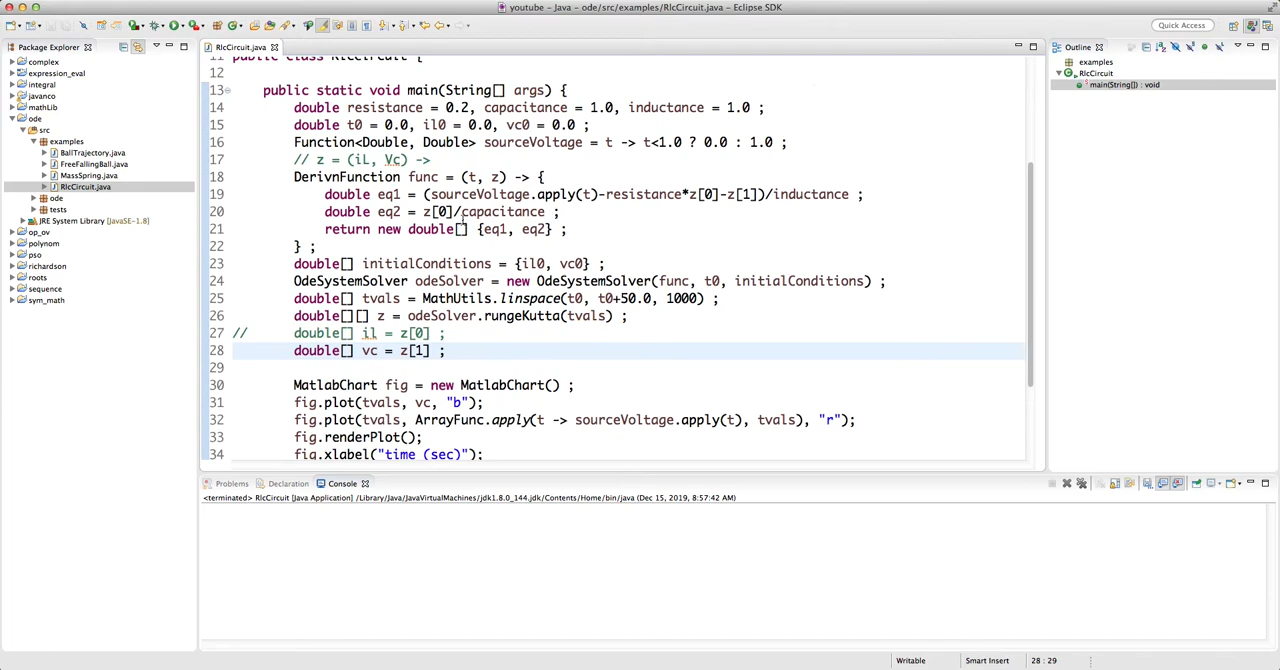 youtube - Java - ode/src/examples/RlcCircuit.java - Eclipse SDK
Quick Access
Package Explorer
RlcCircuit.java
Outline
complex
expression_eval
integral
javanco
mathLib
ode
src
examples
BallTrajectory.java
FreeFallingBall.java
MassSpring.java
RlcCircuit.java
ode
tests
JRE System Library [JavaSE-1.8]
op_ov
polynom
pso
richardson
roots
sequence
sym_math
11 public class RlcCircuit {
12
13 public static void main(String[] args) {
14 double resistance = 0.2, capacitance = 1.0, inductance = 1.0 ;
15 double t0 = 0.0, il0 = 0.0, vc0 = 0.0 ;
16 Function<Double, Double> sourceVoltage = t -> t<1.0 ? 0.0 : 1.0 ;
17 // z = (iL, Vc) ->
18 DerivnFunction func = (t, z) -> {
19 double eq1 = (sourceVoltage.apply(t)-resistance*z[0]-z[1])/inductance ;
20 double eq2 = z[0]/capacitance ;
21 return new double[] {eq1, eq2} ;
22 } ;
23 double[] initialConditions = {il0, vc0} ;
24 OdeSystemSolver odeSolver = new OdeSystemSolver(func, t0, initialConditions) ;
25 double[] tvals = MathUtils.linspace(t0, t0+50.0, 1000) ;
26 double[][] z = odeSolver.rungeKutta(tvals) ;
27 // double[] il = z[0] ;
28 double[] vc = z[1] ;
29
30 MatlabChart fig = new MatlabChart() ;
31 fig.plot(tvals, vc, "b");
32 fig.plot(tvals, ArrayFunc.apply(t -> sourceVoltage.apply(t), tvals), "r");
33 fig.renderPlot();
34 fig.xlabel("time (sec)");
examples
RlcCircuit
main(String[]) : void
Problems Declaration Console
<terminated> RlcCircuit [Java Application] /Library/Java/JavaVirtualMachines/jdk1.8.0_144.jdk/Contents/Home/bin/java (Dec 15, 2019, 8:57:42 AM)
Writable Smart Insert 28 : 29